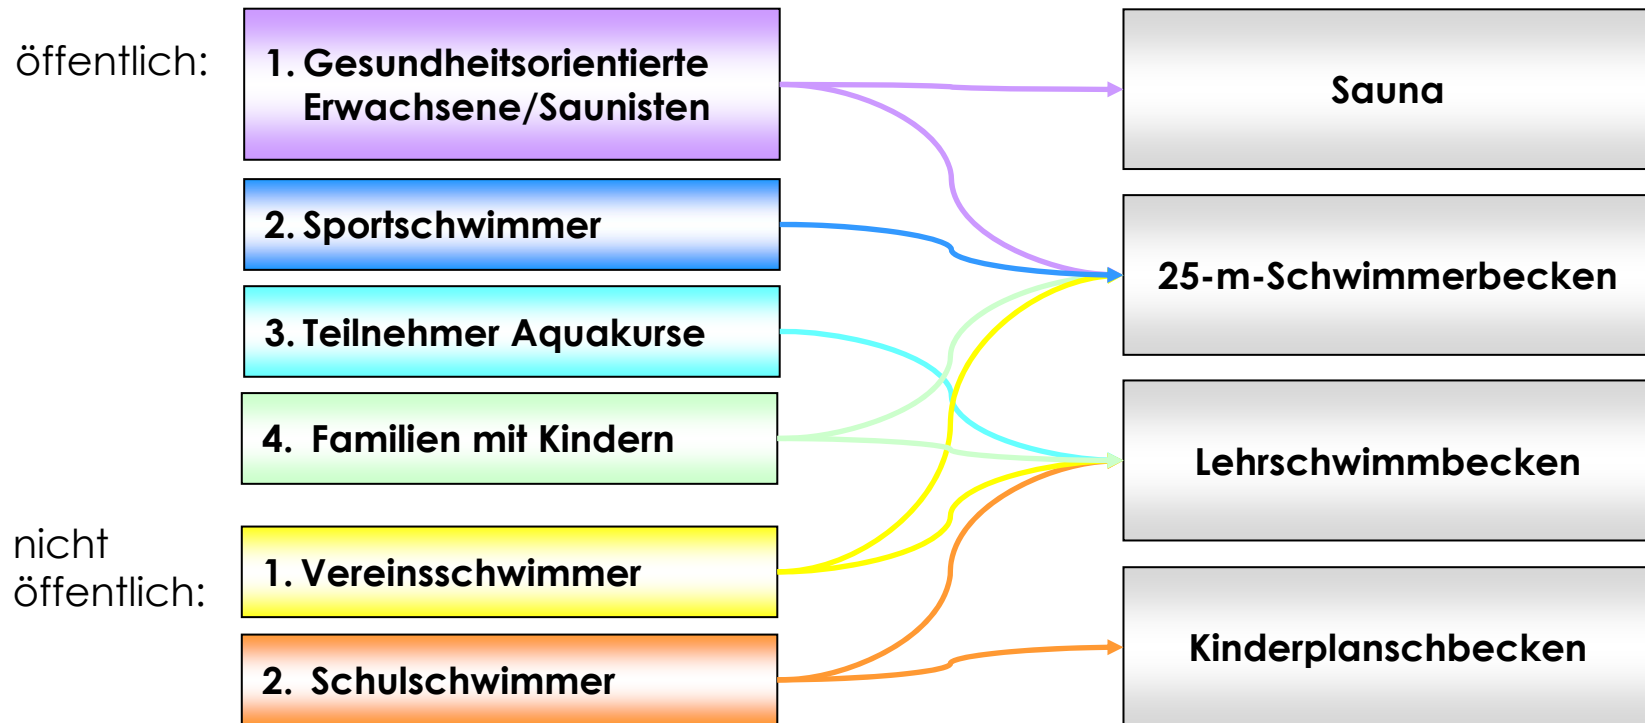 öffentlich:
1. Gesundheitsorientierte
Erwachsene/Saunisten
2. Sportschwimmer
3. Teilnehmer Aquakurse
4. Familien mit Kindern
nicht
öffentlich:
1. Vereinsschwimmer
2. Schulschwimmer
Sauna
25-m-Schwimmerbecken
Lehrschwimmbecken
Kinderplanschbecken